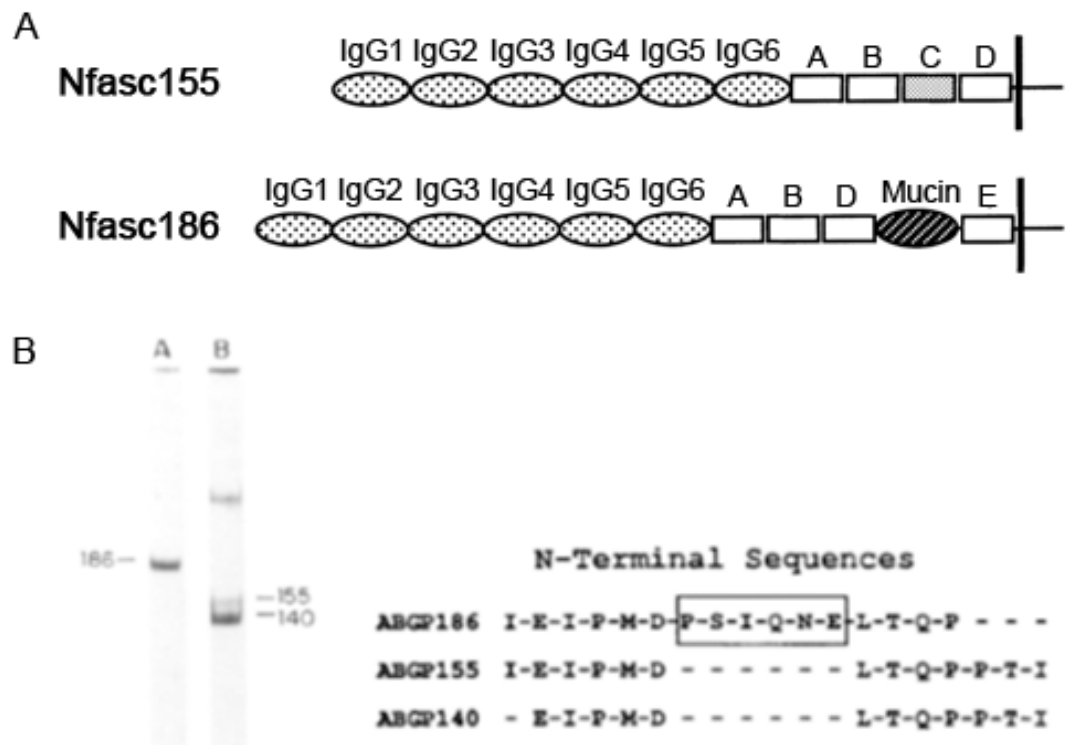 A
IgG1 IgG2 IgG3 IgG4 IgG5 IgG6 A B C D
Nfasc155
IgG1 IgG2 IgG3 IgG4 IgG5 IgG6 A B D Mucin E
Nfasc186
B
A B
186
155
140
N-Terminal Sequences
ABGP186 I-E-I-P-M-D-P-S-I-Q-N-E-L-T-Q-P - - -
ABGP155 I-E-I-P-M-D - - - - - - L-T-Q-P-P-T-I
ABGP140 - E-I-P-M-D - - - - - - L-T-Q-P-P-T-I